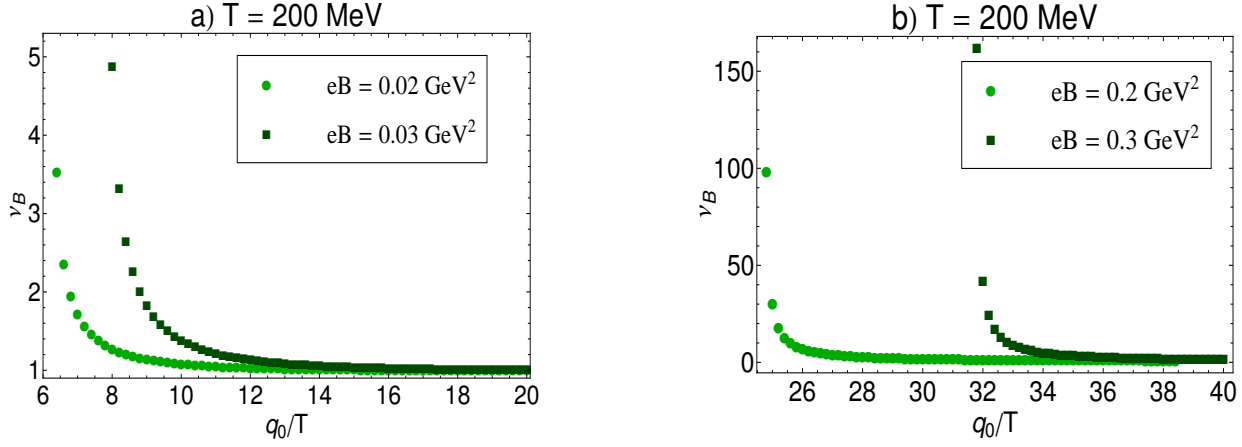 a) T = 200 MeV
5
4
3
2
1
ν_B
eB = 0.02 GeV²
eB = 0.03 GeV²
6 8 10 12 14 16 18 20
q₀/T
b) T = 200 MeV
150
100
50
0
ν_B
eB = 0.2 GeV²
eB = 0.3 GeV²
26 28 30 32 34 36 38 40
q₀/T